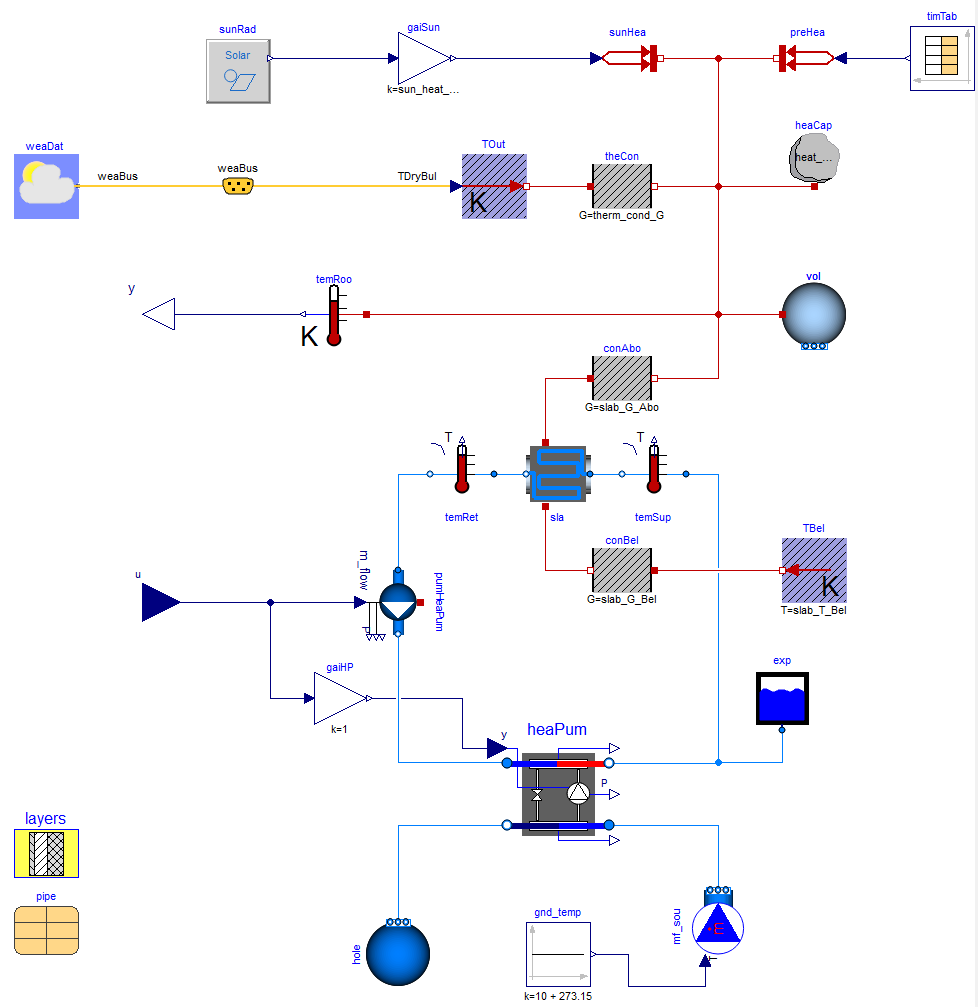 sunRad
gaiSun
sunHea
preHea
timTab
Solar
k=sun_heat_...
weaDat
weaBus
weaBus
TDryBul
TOut
K
theCon
G=therm_cond_G
heaCap
heat_...
y
temRoo
K
vol
conAbo
G=slab_G_Abo
T
T
temRet
sla
temSup
conBel
G=slab_G_Bel
TBel
K
T=slab_T_Bel
u
m_flow
pumHeaPum
P
gaiHP
k=1
exp
heaPum
y
P
layers
pipe
hole
gnd_temp
k=10 + 273.15
mf_sou
T